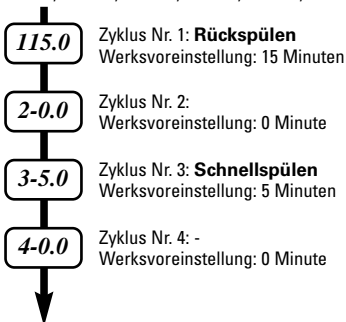 115.0
Zyklus Nr. 1: Rückspülen
Werksvoreinstellung: 15 Minuten
2-0.0
Zyklus Nr. 2:
Werksvoreinstellung: 0 Minute
3-5.0
Zyklus Nr. 3: Schnellspülen
Werksvoreinstellung: 5 Minuten
4-0.0
Zyklus Nr. 4: -
Werksvoreinstellung: 0 Minute